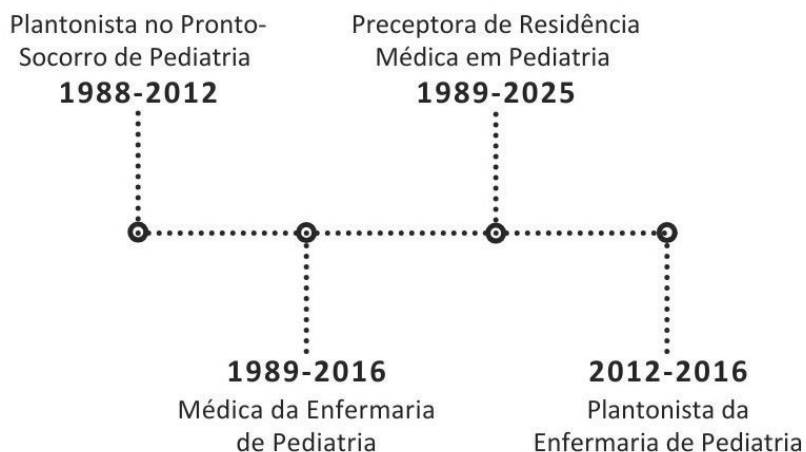 Plantonista no Pronto-
Socorro de Pediatria
1988-2012
Preceptora de Residência
Médica em Pediatria
1989-2025
1989-2016
Médica da Enfermaria
de Pediatria
2012-2016
Plantonista da
Enfermaria de Pediatria